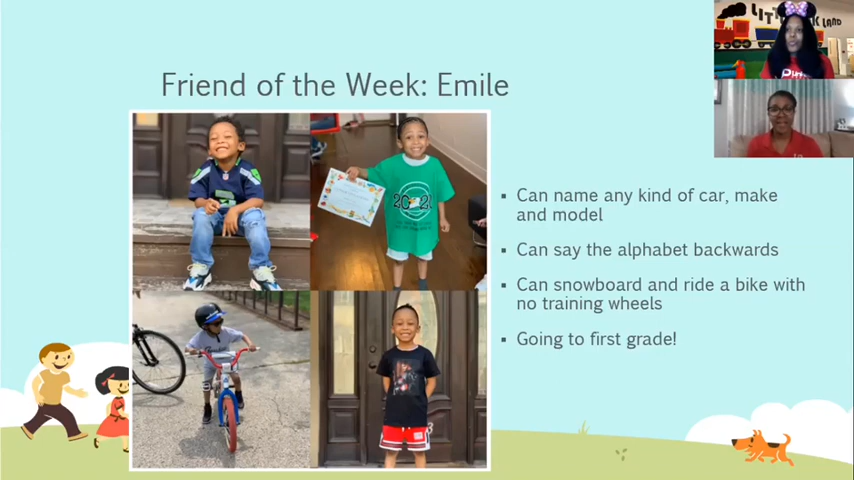 Friend of the Week: Emile
Can name any kind of car, make
and model
Can say the alphabet backwards
Can snowboard and ride a bike with
no training wheels
Going to first grade!